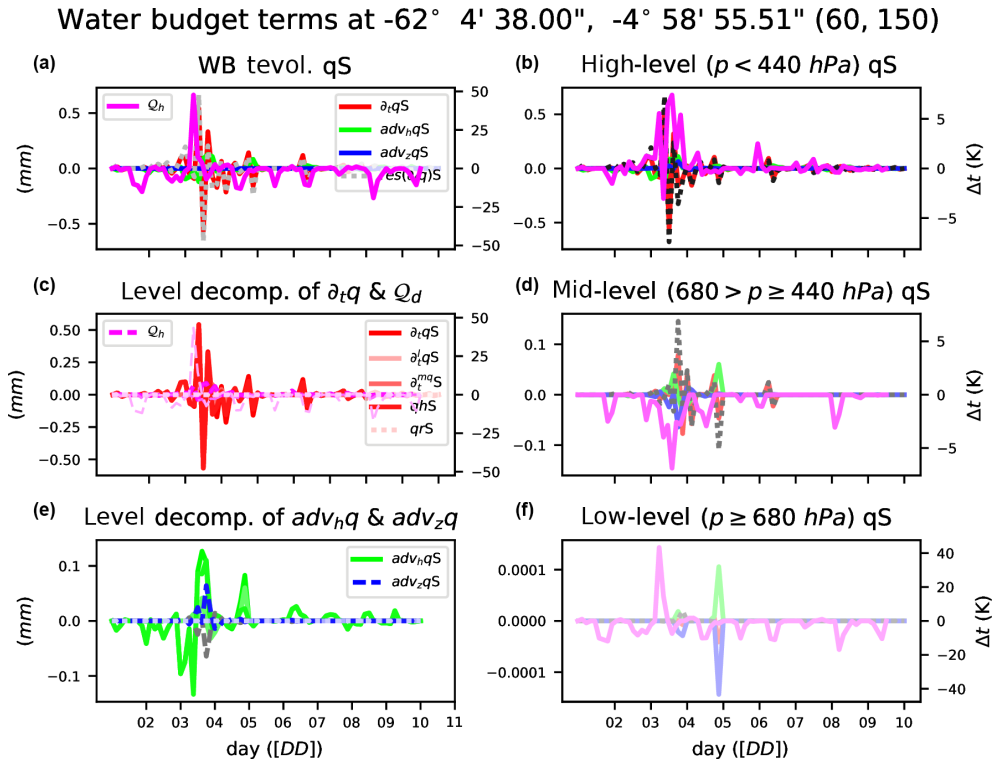 Water budget terms at -62° 4' 38.00", -4° 58' 55.51" (60, 150)
(a) WB tevol. qS
(b) High-level (p < 440 hPa) qS
𝒬h
∂tqS
advhqS
advzqS
0.5
0.0
−0.5
(mm)
50
25
0
−25
−50
0.5
0.0
−0.5
5
0
−5
Δt (K)
(c) Level decomp. of ∂tq & 𝒬d
(d) Mid-level (680 > p ≥ 440 hPa) qS
𝒬h
∂tqS
∂tlqS
∂tmqS
qhS
qrS
0.50
0.25
0.00
−0.25
−0.50
(mm)
50
25
0
−25
−50
0.1
0.0
−0.1
5
0
−5
Δt (K)
(e) Level decomp. of advhq & advzq
(f) Low-level (p ≥ 680 hPa) qS
advhqS
advzqS
0.1
0.0
−0.1
(mm)
0.0001
0.0000
−0.0001
40
20
0
−20
−40
Δt (K)
02 03 04 05 06 07 08 09 10 11
02 03 04 05 06 07 08 09 10
day ([DD])
day ([DD])